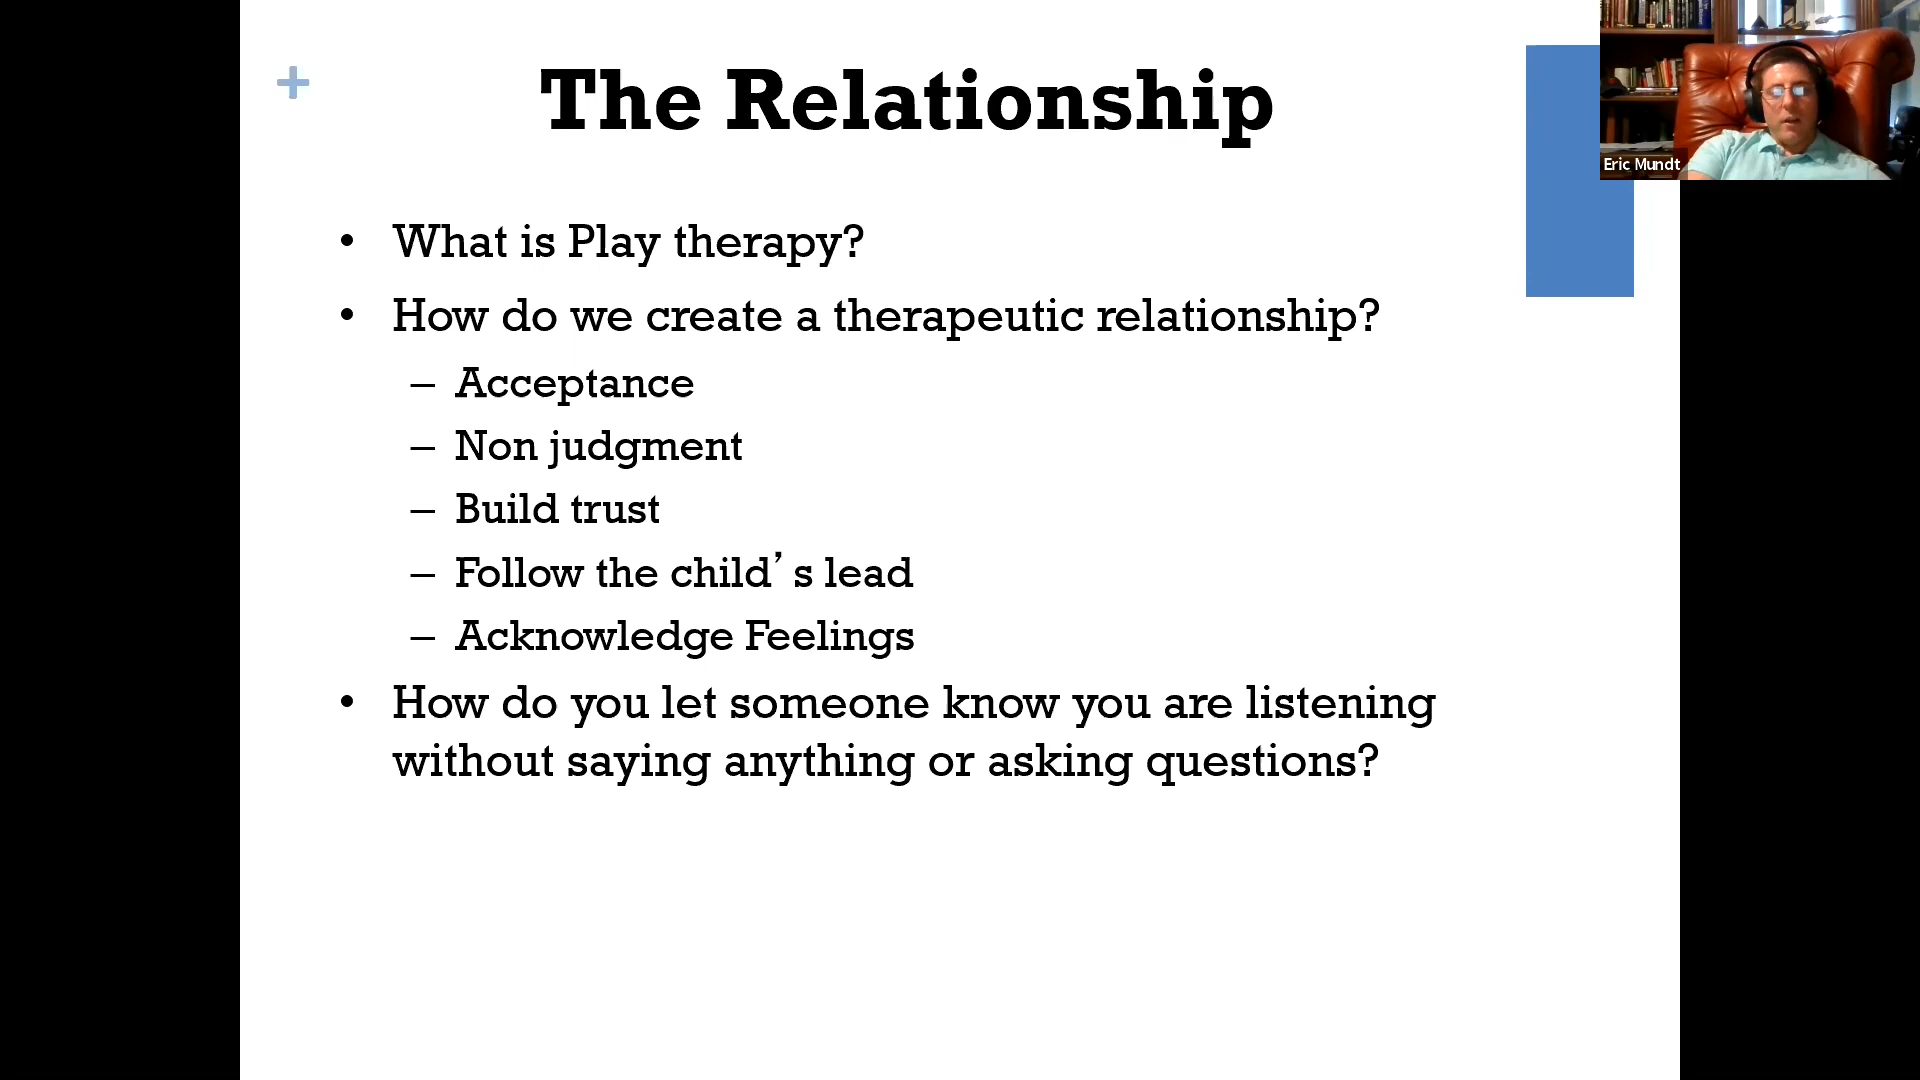 +
The Relationship
• What is Play therapy?
• How do we create a therapeutic relationship?
– Acceptance
– Non judgment
– Build trust
– Follow the child’s lead
– Acknowledge Feelings
• How do you let someone know you are listening
without saying anything or asking questions?
Eric Mundt